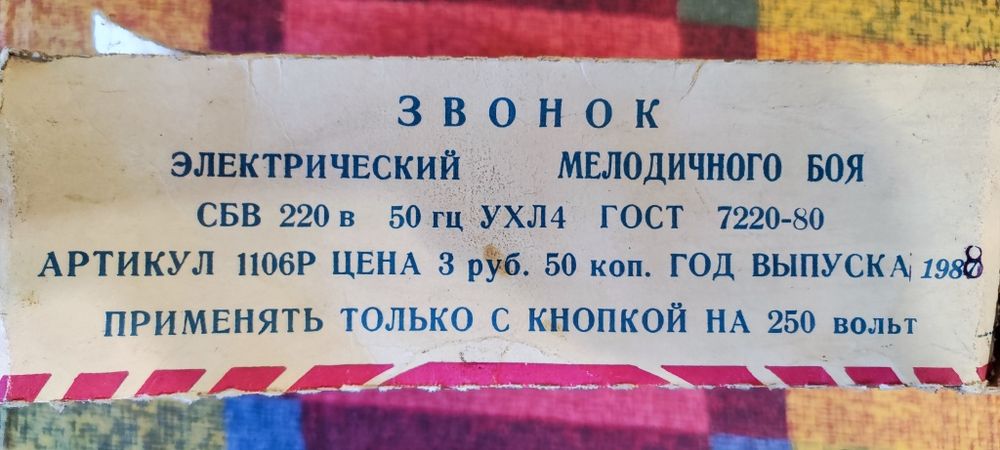 ЗВОНОК
ЭЛЕКТРИЧЕСКИЙ МЕЛОДИЧНОГО БОЯ
СБВ 220 в 50 гц УХЛ4 ГОСТ 7220-80
АРТИКУЛ 1106Р ЦЕНА 3 руб. 50 коп. ГОД ВЫПУСКА 1988
ПРИМЕНЯТЬ ТОЛЬКО С КНОПКОЙ НА 250 вольт